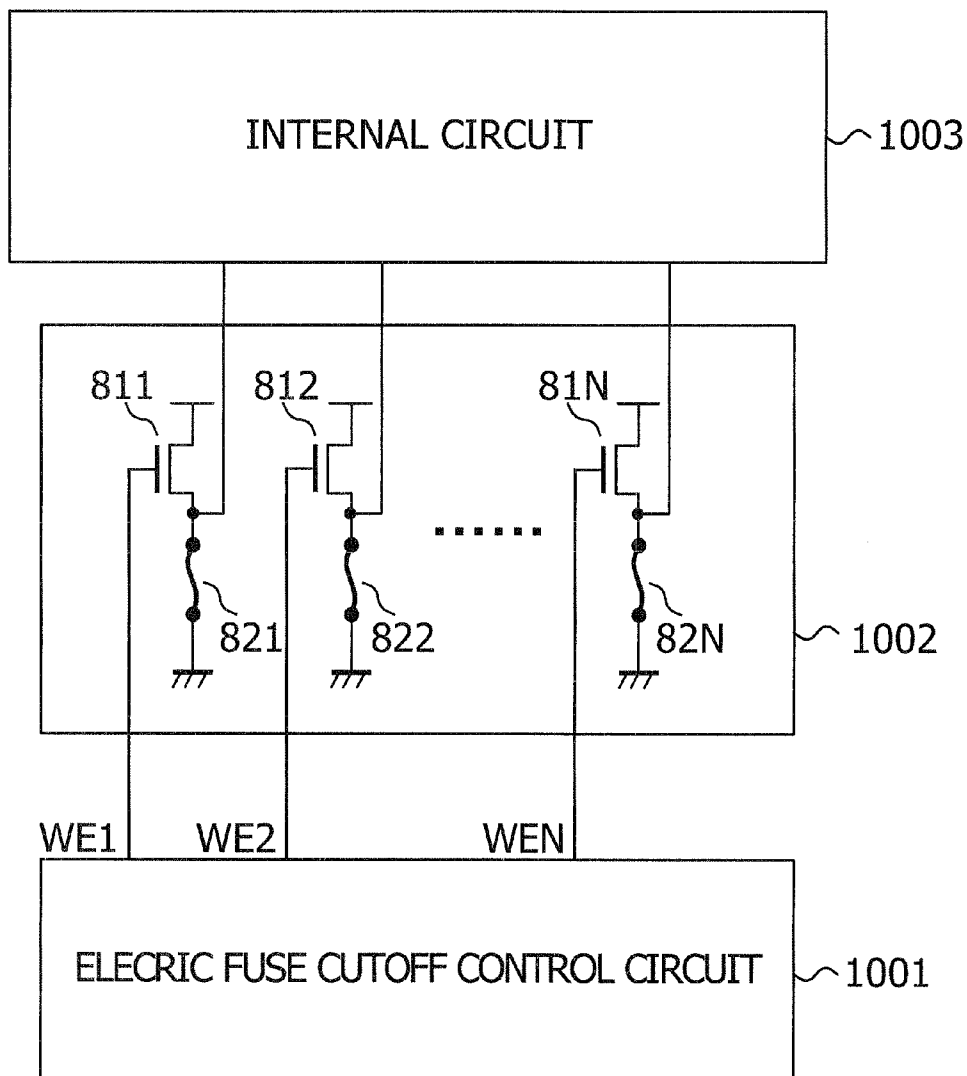 INTERNAL CIRCUIT
1003
811
812
81N
821
822
82N
1002
WE1
WE2
WEN
ELECRIC FUSE CUTOFF CONTROL CIRCUIT
1001